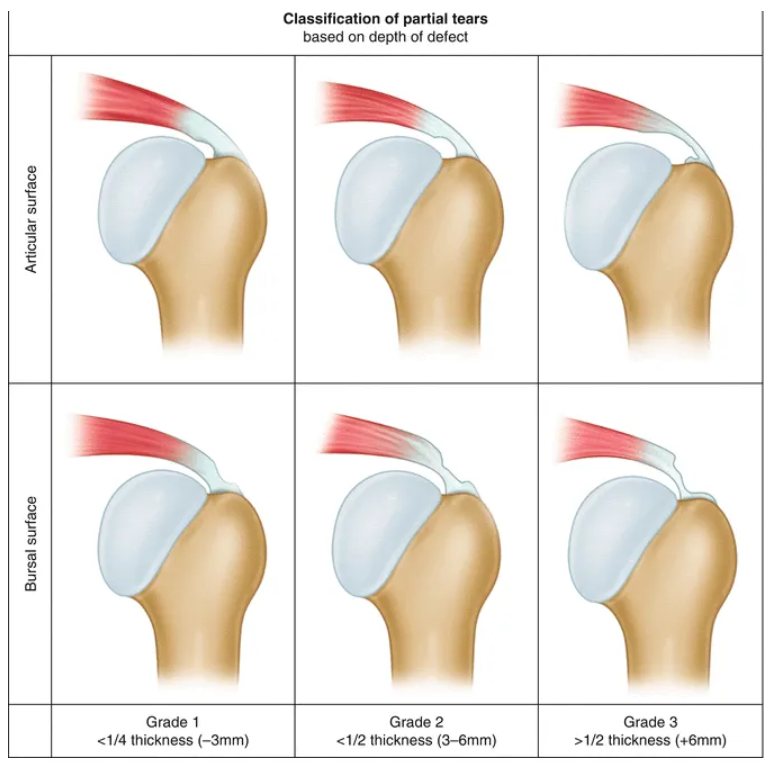 Classification of partial tears
based on depth of defect
Articular surface
Bursal surface
Grade 1
<1/4 thickness (–3mm)
Grade 2
<1/2 thickness (3–6mm)
Grade 3
>1/2 thickness (+6mm)